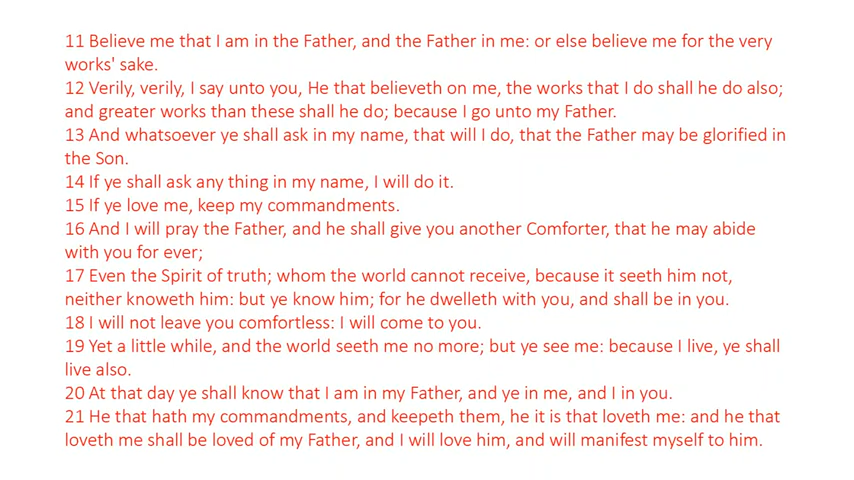 11 Believe me that I am in the Father, and the Father in me: or else believe me for the very
works' sake.
12 Verily, verily, I say unto you, He that believeth on me, the works that I do shall he do also;
and greater works than these shall he do; because I go unto my Father.
13 And whatsoever ye shall ask in my name, that will I do, that the Father may be glorified in
the Son.
14 If ye shall ask any thing in my name, I will do it.
15 If ye love me, keep my commandments.
16 And I will pray the Father, and he shall give you another Comforter, that he may abide
with you for ever;
17 Even the Spirit of truth; whom the world cannot receive, because it seeth him not,
neither knoweth him: but ye know him; for he dwelleth with you, and shall be in you.
18 I will not leave you comfortless: I will come to you.
19 Yet a little while, and the world seeth me no more; but ye see me: because I live, ye shall
live also.
20 At that day ye shall know that I am in my Father, and ye in me, and I in you.
21 He that hath my commandments, and keepeth them, he it is that loveth me: and he that
loveth me shall be loved of my Father, and I will love him, and will manifest myself to him.